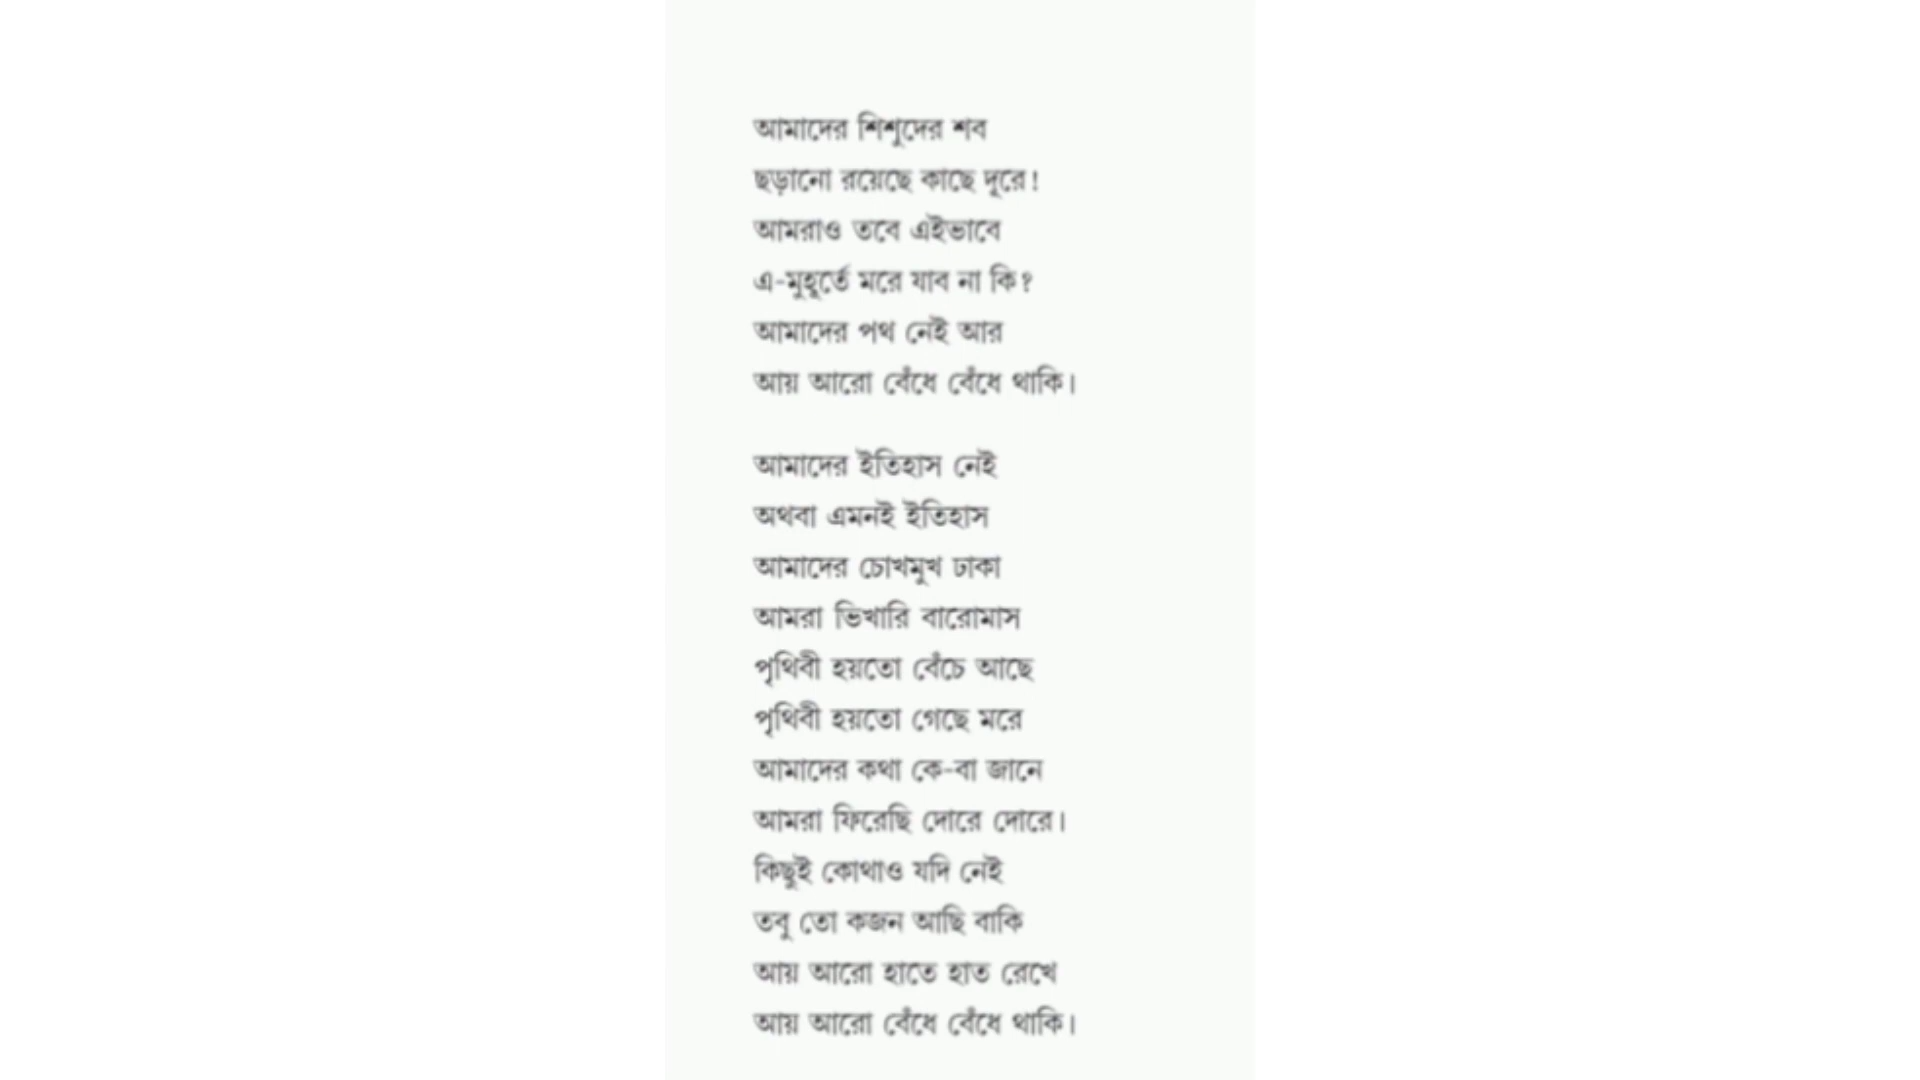 আমাদের শিশুদের শব
ছড়ানো রয়েছে কাছে দূরে!
আমরাও তবে এইভাবে
এ-মুহূর্তে মরে যাব না কি?
আমাদের পথ নেই আর
আয় আরো বেঁধে বেঁধে থাকি।
আমাদের ইতিহাস নেই
অথবা এমনই ইতিহাস
আমাদের চোখমুখ ঢাকা
আমরা ভিখারি বারোমাস
পৃথিবী হয়তো বেঁচে আছে
পৃথিবী হয়তো গেছে মরে
আমাদের কথা কে-বা জানে
আমরা ফিরেছি দোরে দোরে।
কিছুই কোথাও যদি নেই
তবু তো কজন আছি বাকি
আয় আরো হাতে হাত রেখে
আয় আরো বেঁধে বেঁধে থাকি।